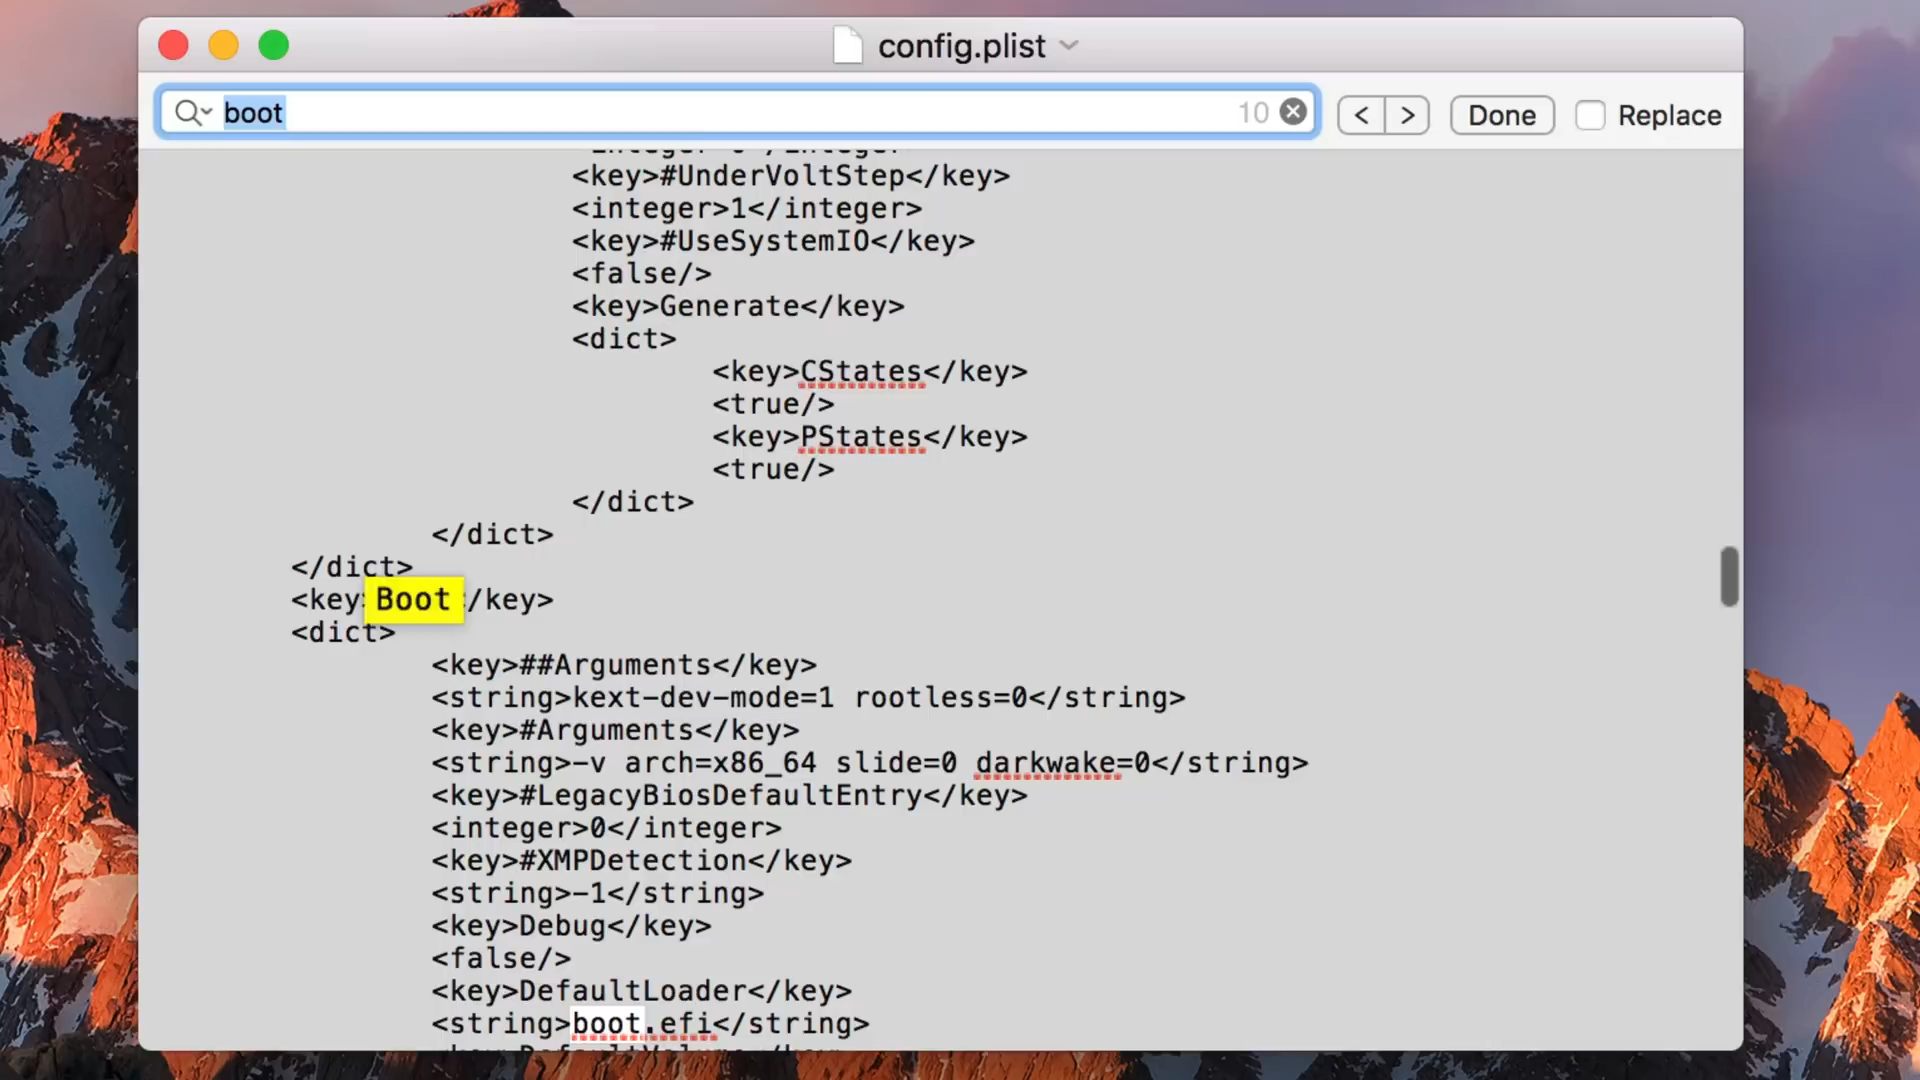 config.plist
boot 10 < > Done Replace
<key>#UnderVoltStep</key>
<integer>1</integer>
<key>#UseSystemIO</key>
<false/>
<key>Generate</key>
<dict>
<key>CStates</key>
<true/>
<key>PStates</key>
<true/>
</dict>
</dict>
</dict>
<key>Boot</key>
<dict>
<key>##Arguments</key>
<string>kext-dev-mode=1 rootless=0</string>
<key>#Arguments</key>
<string>-v arch=x86_64 slide=0 darkwake=0</string>
<key>#LegacyBiosDefaultEntry</key>
<integer>0</integer>
<key>#XMPDetection</key>
<string>-1</string>
<key>Debug</key>
<false/>
<key>DefaultLoader</key>
<string>boot.efi</string>